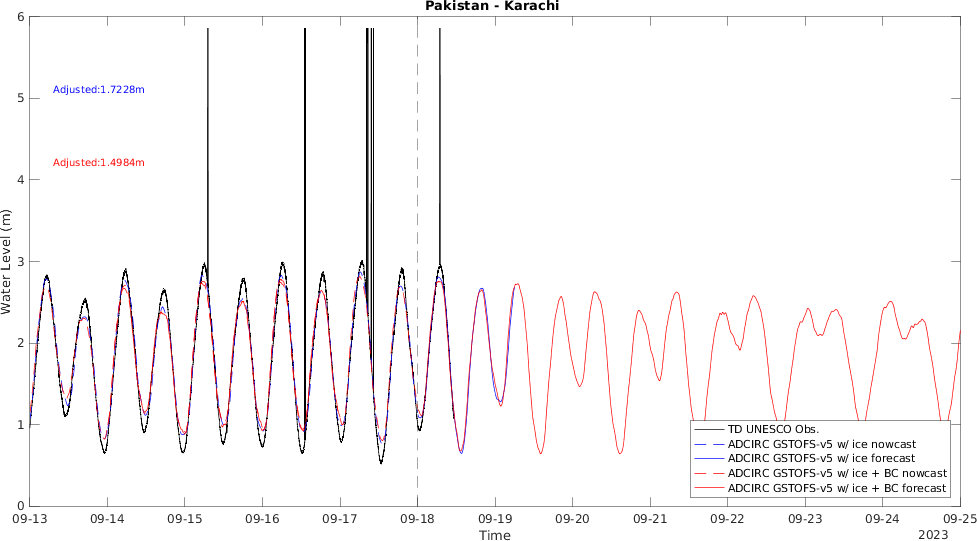 Pakistan - Karachi
6
5
4
3
2
1
0
Water Level (m)
Adjusted:1.7228m
Adjusted:1.4984m
TD UNESCO Obs.
ADCIRC GSTOFS-v5 w/ ice nowcast
ADCIRC GSTOFS-v5 w/ ice forecast
ADCIRC GSTOFS-v5 w/ ice + BC nowcast
ADCIRC GSTOFS-v5 w/ ice + BC forecast
09-13 09-14 09-15 09-16 09-17 09-18 09-19 09-20 09-21 09-22 09-23 09-24 09-25
Time
2023